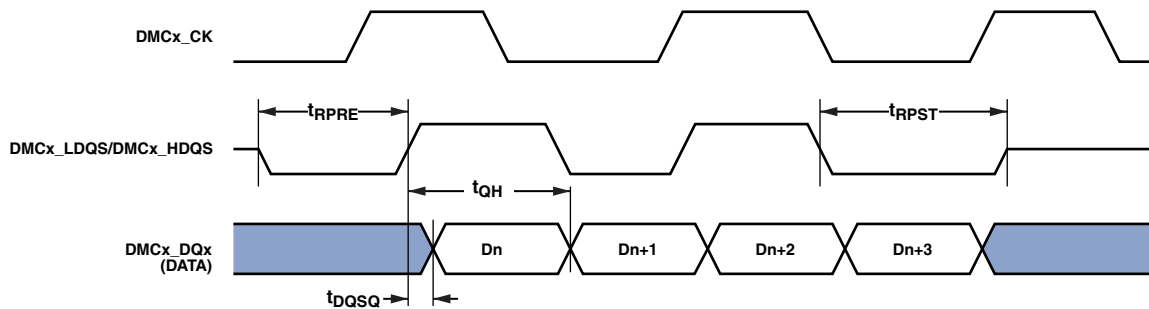 DMCx_CK
tRPRE
tRPST
DMCx_LDQS/DMCx_HDQS
tQH
DMCx_DQx
(DATA)
Dn
Dn+1
Dn+2
Dn+3
tDQSQ